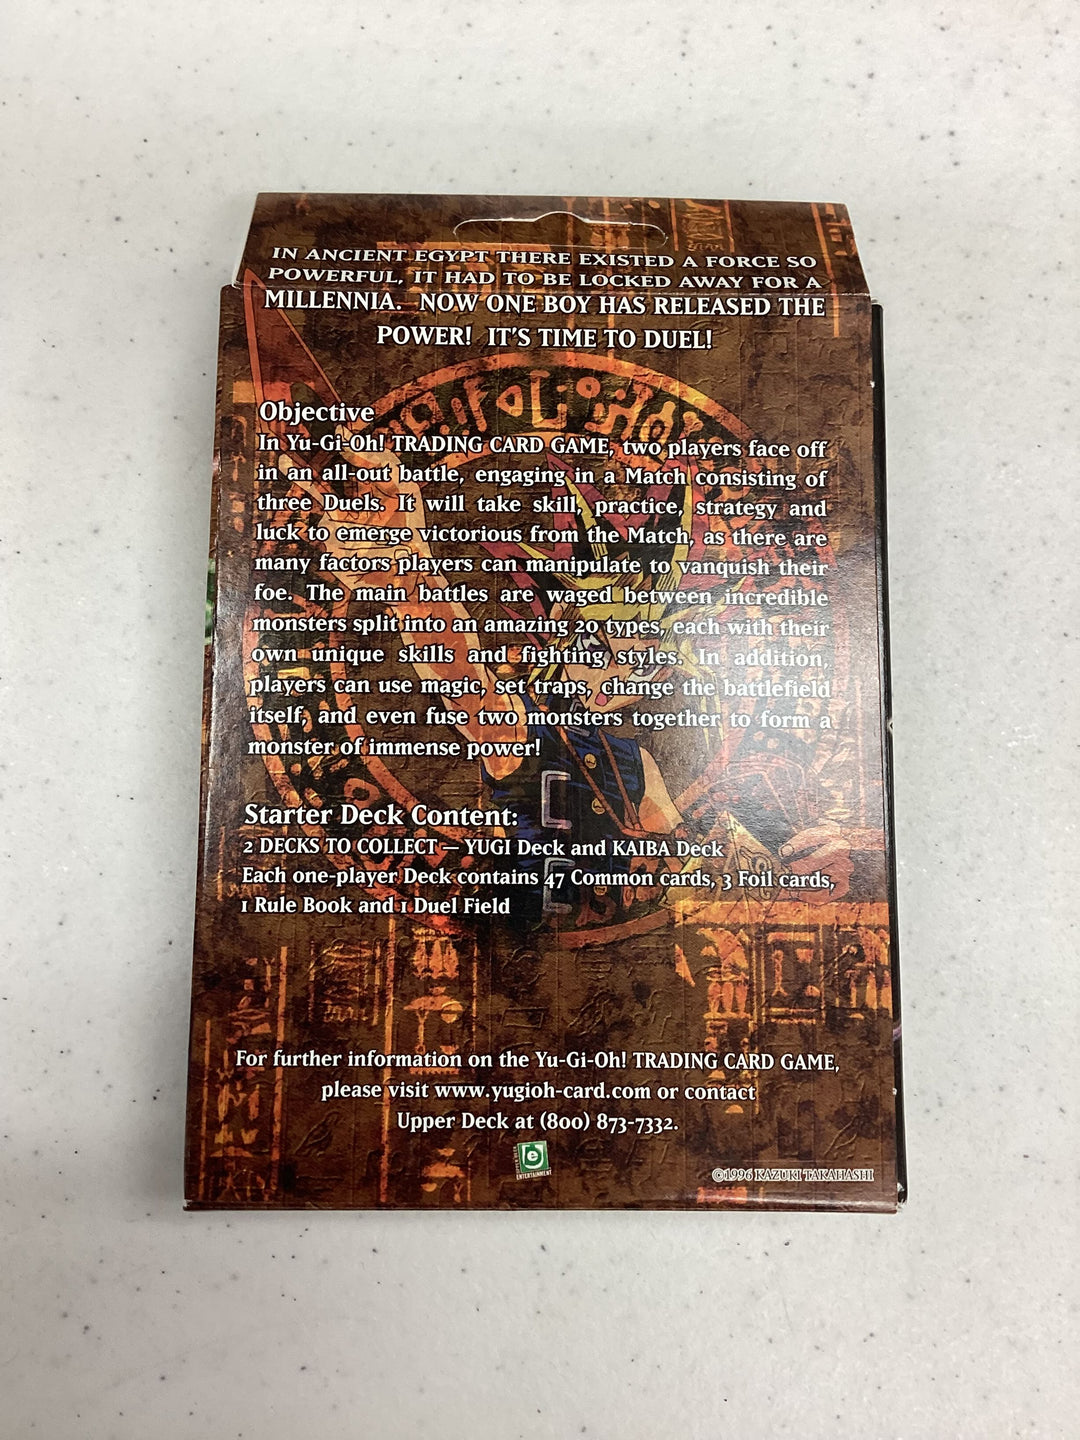 IN ANCIENT EGYPT THERE EXISTED A FORCE SO
POWERFUL, IT HAD TO BE LOCKED AWAY FOR A
MILLENNIA. NOW ONE BOY HAS RELEASED THE
POWER! IT'S TIME TO DUEL!
Objective
In Yu-Gi-Oh! TRADING CARD GAME, two players face off
in an all-out battle, engaging in a Match consisting of
three Duels. It will take skill, practice, strategy and
luck to emerge victorious from the Match, as there are
many factors players can manipulate to vanquish their
foe. The main battles are waged between incredible
monsters split into an amazing 20 types, each with their
own unique skills and fighting styles. In addition,
players can use magic, set traps, change the battlefield
itself, and even fuse two monsters together to form a
monster of immense power!
Starter Deck Content:
2 DECKS TO COLLECT — YUGI Deck and KAIBA Deck
Each one-player Deck contains 47 Common cards, 3 Foil cards,
1 Rule Book and 1 Duel Field
For further information on the Yu-Gi-Oh! TRADING CARD GAME,
please visit www.yugioh-card.com or contact
Upper Deck at (800) 873-7332.
e
ENTERTAINMENT
©1996 KAZUKI TAKAHASHI